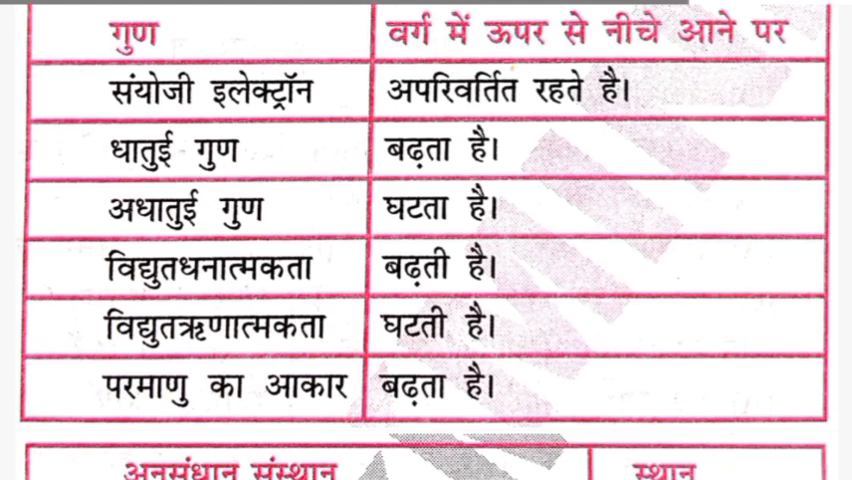 गुण वर्ग में ऊपर से नीचे आने पर
संयोजी इलेक्ट्रॉन अपरिवर्तित रहते है।
धातुई गुण बढ़ता है।
अधातुई गुण घटता है।
विद्युतधनात्मकता बढ़ती है।
विद्युतऋणात्मकता घटती है।
परमाणु का आकार बढ़ता है।
अनुसंधान संस्थान स्थान